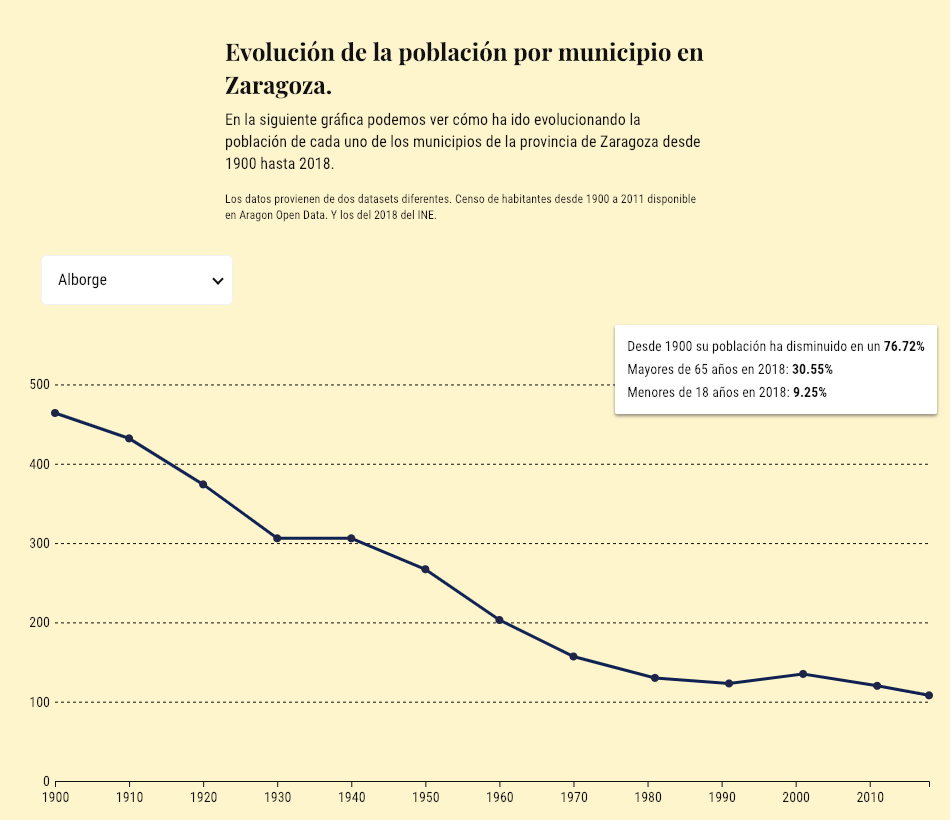 Evolución de la población por municipio en
Zaragoza.
En la siguiente gráfica podemos ver cómo ha ido evolucionando la
población de cada uno de los municipios de la provincia de Zaragoza desde
1900 hasta 2018.
Los datos provienen de dos datasets diferentes. Censo de habitantes desde 1900 a 2011 disponible
en Aragon Open Data. Y los del 2018 del INE.
Alborge
Desde 1900 su población ha disminuido en un 76.72%
Mayores de 65 años en 2018: 30.55%
Menores de 18 años en 2018: 9.25%
500
400
300
200
100
0
1900 1910 1920 1930 1940 1950 1960 1970 1980 1990 2000 2010